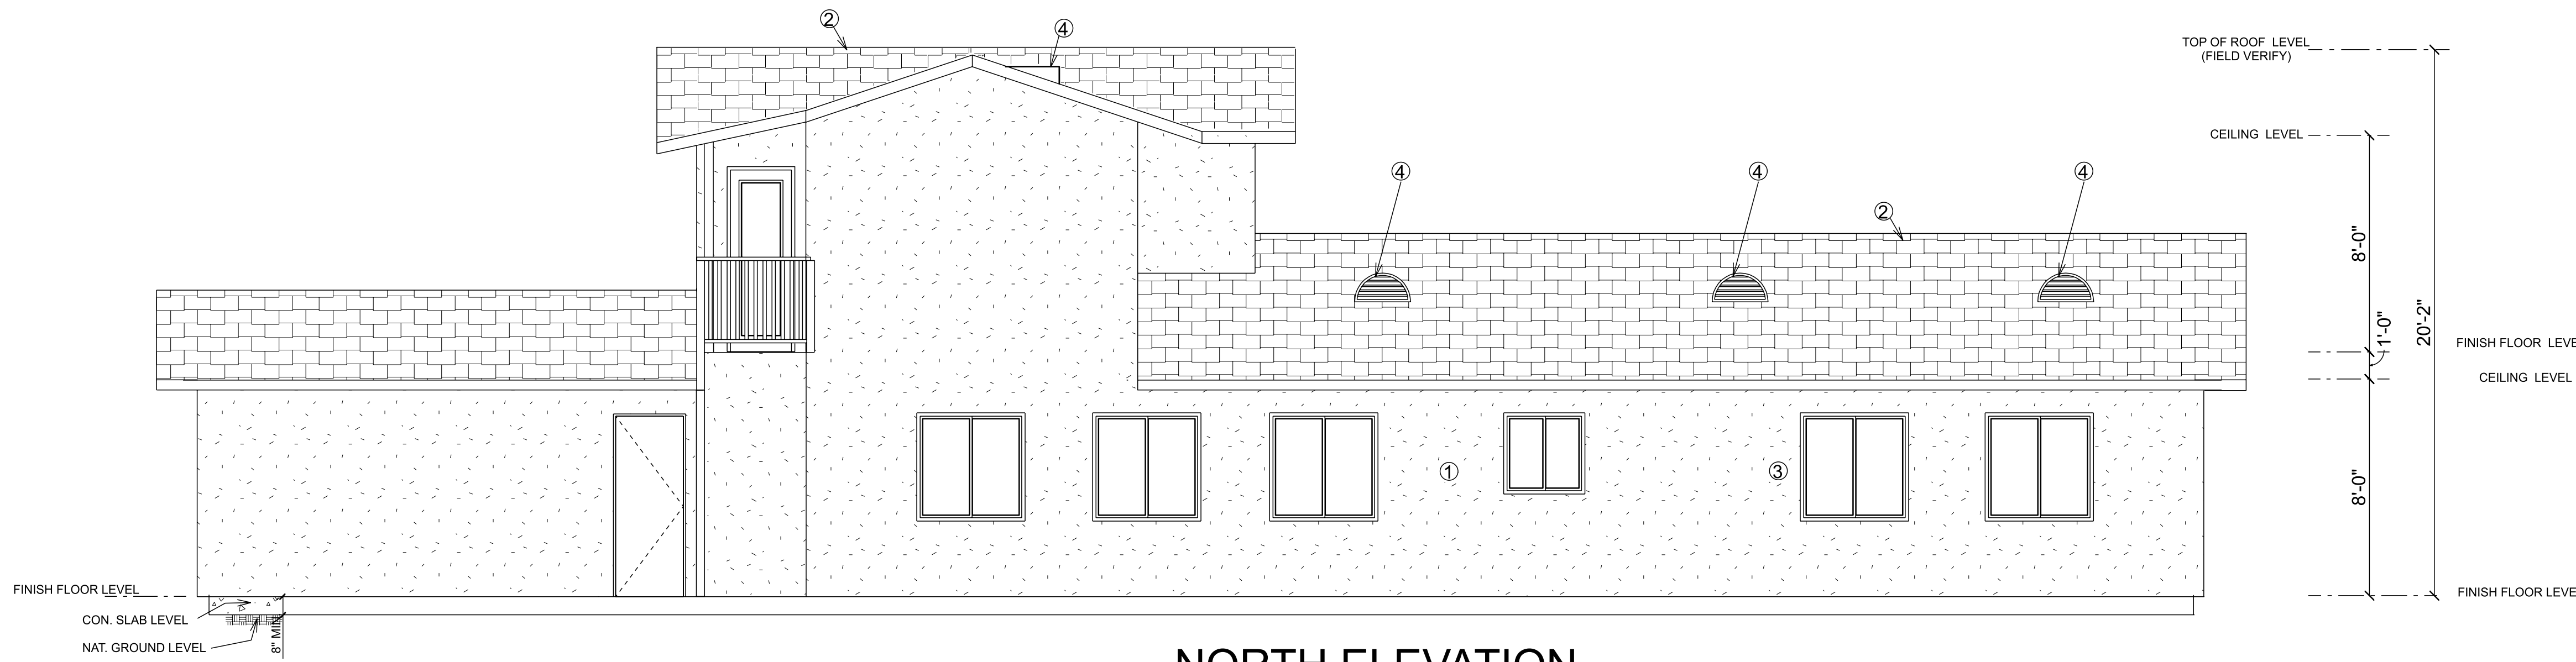 ②
④
TOP OF ROOF LEVEL
(FIELD VERIFY)
CEILING LEVEL
④
④
④
②
8'-0"
1'-0"
20'-2"
FINISH FLOOR LEVE
CEILING LEVEL
①
③
8'-0"
FINISH FLOOR LEVEL
FINISH FLOOR LEVE
CON. SLAB LEVEL
NAT. GROUND LEVEL
8" MIN.
NORTH ELEVATION